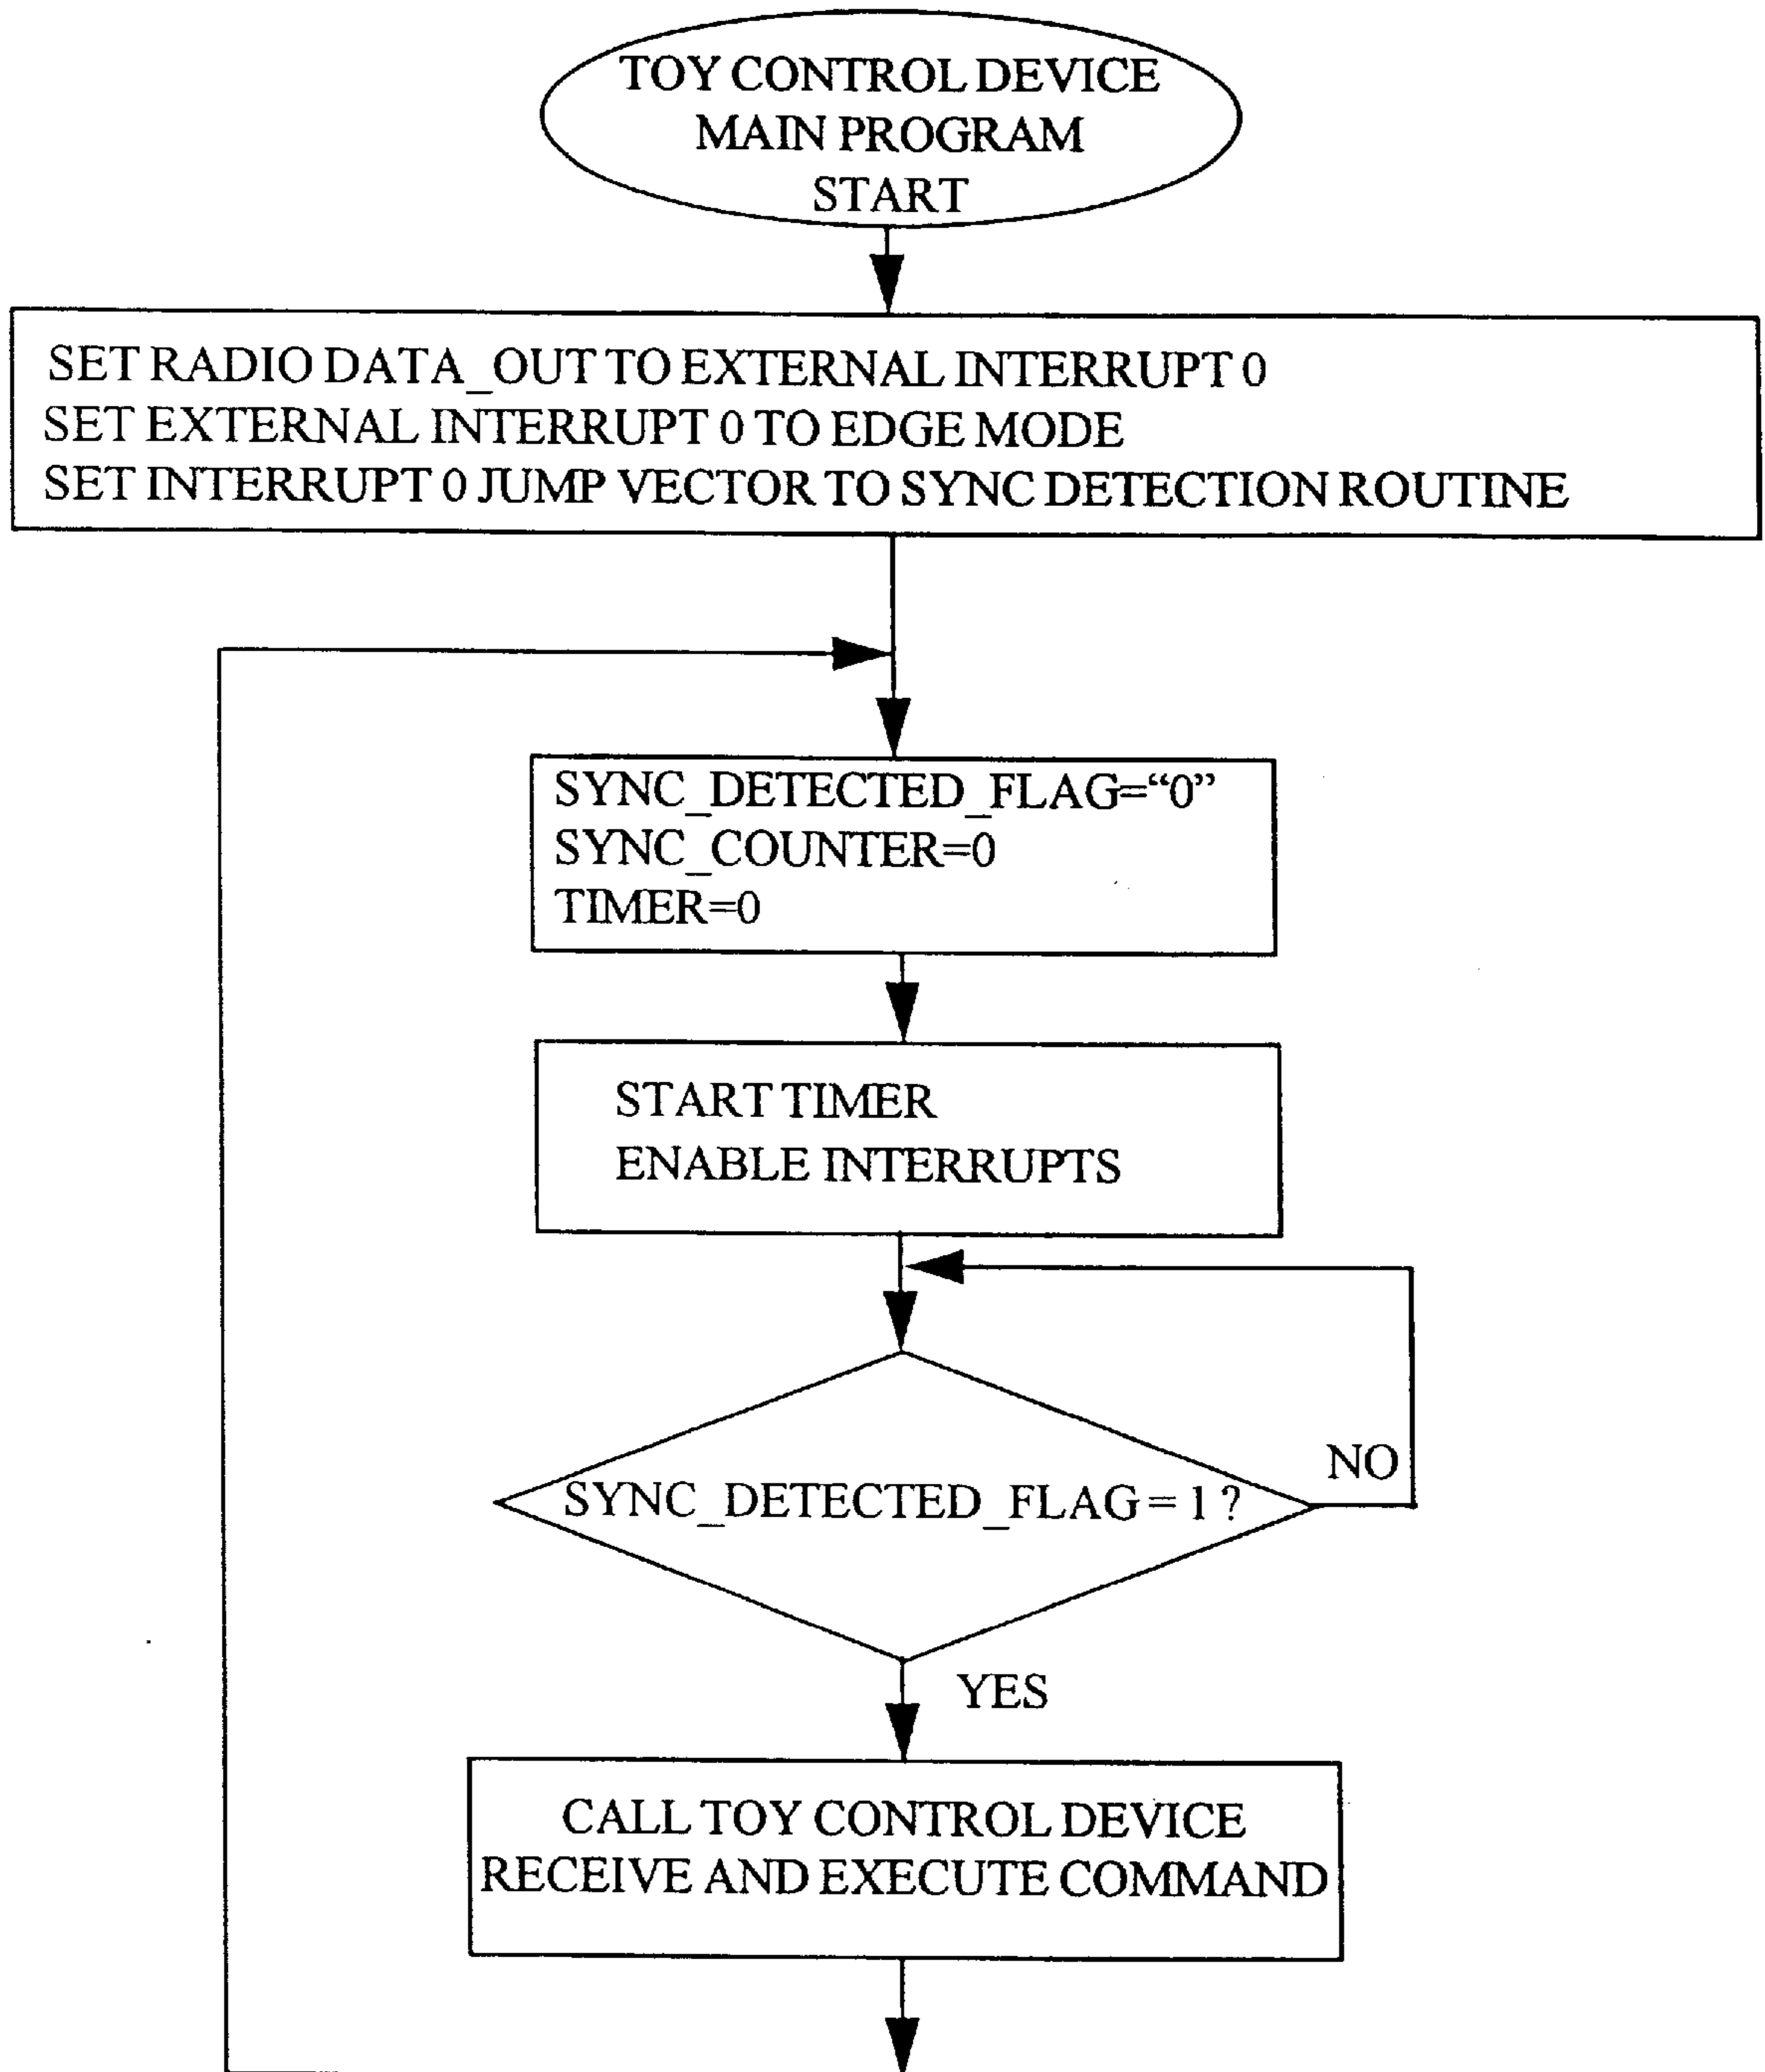 TOY CONTROL DEVICE
MAIN PROGRAM
START
SET RADIO DATA_OUT TO EXTERNAL INTERRUPT 0
SET EXTERNAL INTERRUPT 0 TO EDGE MODE
SET INTERRUPT 0 JUMP VECTOR TO SYNC DETECTION ROUTINE
SYNC_DETECTED_FLAG=“0”
SYNC_COUNTER=0
TIMER=0
START TIMER
ENABLE INTERRUPTS
NO
SYNC_DETECTED_FLAG = 1 ?
YES
CALL TOY CONTROL DEVICE
RECEIVE AND EXECUTE COMMAND